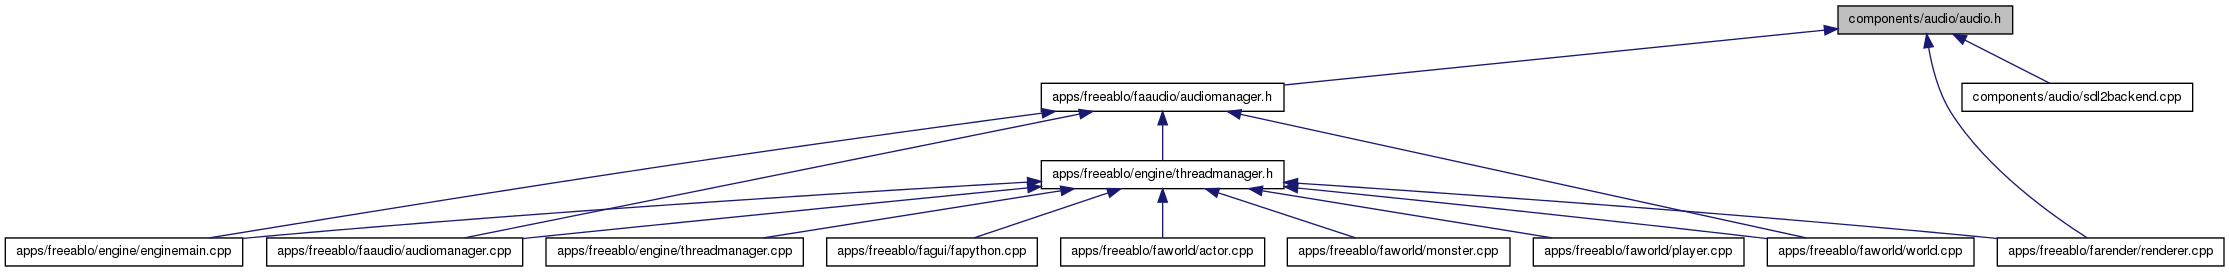 components/audio/audio.h
apps/freeablo/faaudio/audiomanager.h
components/audio/sdl2backend.cpp
apps/freeablo/engine/threadmanager.h
apps/freeablo/engine/enginemain.cpp
apps/freeablo/faaudio/audiomanager.cpp
apps/freeablo/engine/threadmanager.cpp
apps/freeablo/fagui/fapython.cpp
apps/freeablo/faworld/actor.cpp
apps/freeablo/faworld/monster.cpp
apps/freeablo/faworld/player.cpp
apps/freeablo/faworld/world.cpp
apps/freeablo/farender/renderer.cpp